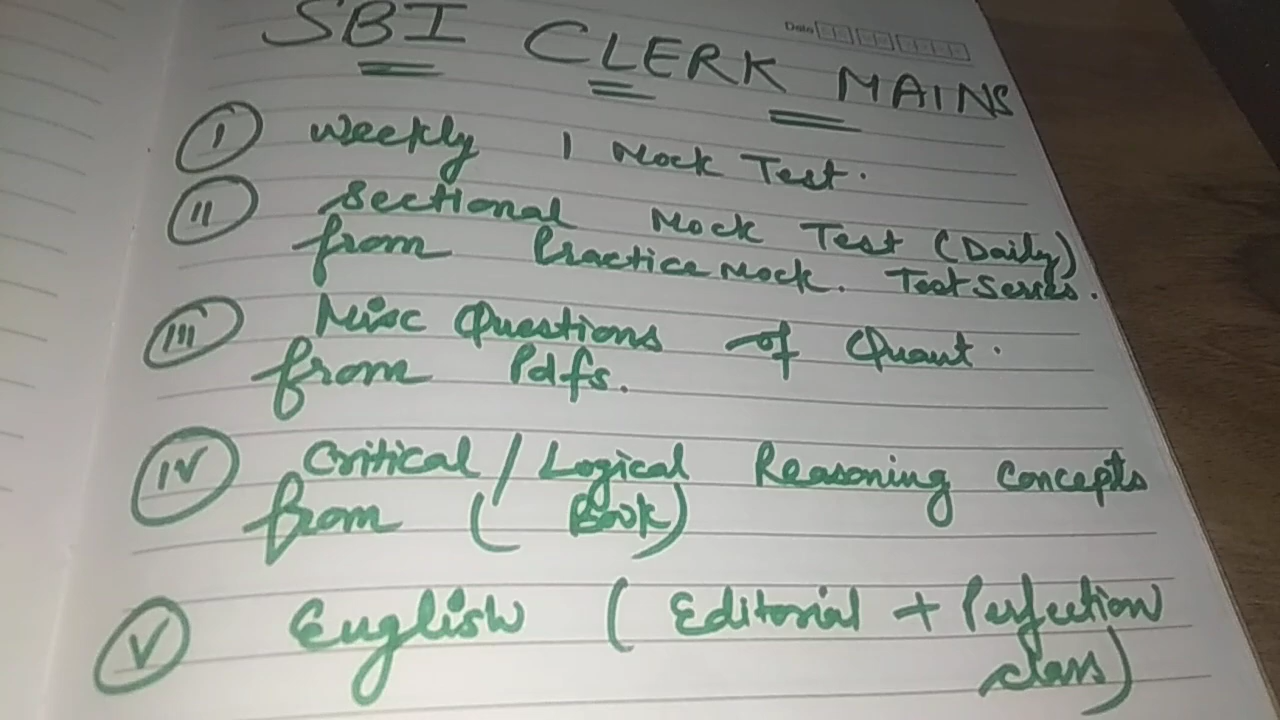 Date
SBI CLERK MAINS
I Weekly 1 Mock Test.
II Sectional Mock Test (Daily)
from Practice Mock. Test Series.
III Misc Questions of Quant.
from Pdfs.
IV Critical / Logical Reasoning Concepts
from ( Book)
V English ( Editorial + Perfection
class)